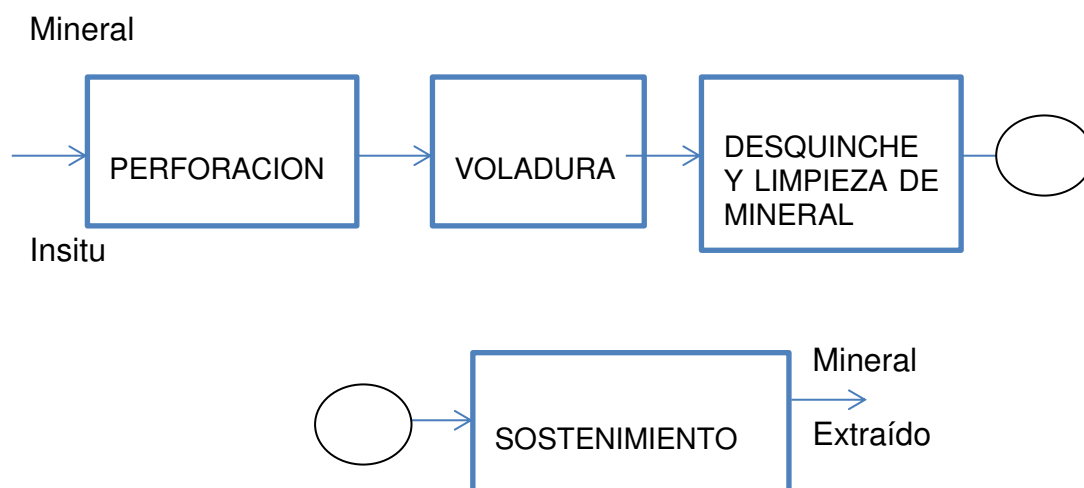 Mineral
PERFORACION
VOLADURA
DESQUINCHE
Y LIMPIEZA DE
MINERAL
Insitu
SOSTENIMIENTO
Mineral
Extraído